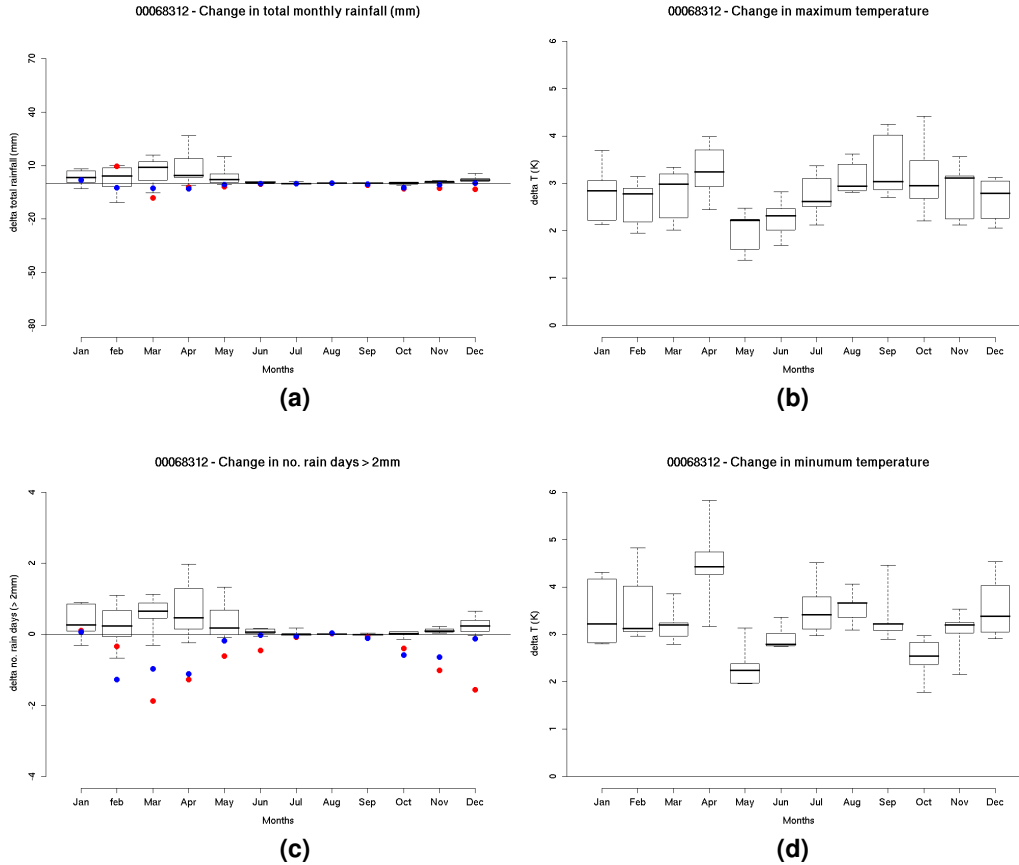 00068312 - Change in total monthly rainfall (mm)
delta total rainfall (mm)
70
40
10
-20
-50
-80
Jan feb Mar Apr May Jun Jul Aug Sep Oct Nov Dec
Months
(a)
00068312 - Change in maximum temperature
delta T (K)
6
5
4
3
2
1
0
Jan Feb Mar Apr May Jun Jul Aug Sep Oct Nov Dec
Months
(b)
00068312 - Change in no. rain days > 2mm
delta no. rain days (> 2mm)
4
2
0
-2
-4
Jan feb Mar Apr May Jun Jul Aug Sep Oct Nov Dec
Months
(c)
00068312 - Change in minumum temperature
delta T (K)
6
5
4
3
2
1
0
Jan Feb Mar Apr May Jun Jul Aug Sep Oct Nov Dec
Months
(d)